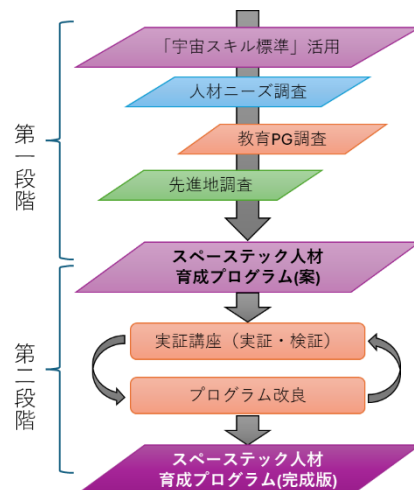 第一段階
「宇宙スキル標準」活用
人材ニーズ調査
教育PG調査
先進地調査
スペーステック人材
育成プログラム(案)
第二段階
実証講座（実証・検証）
プログラム改良
スペーステック人材
育成プログラム(完成版)